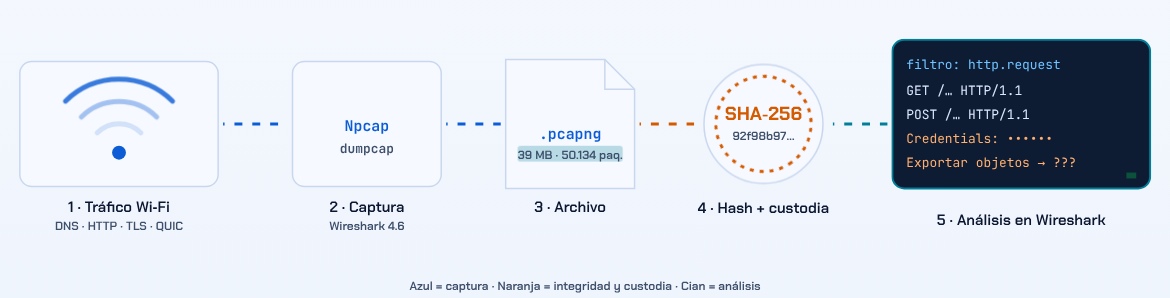 1 · Tráfico Wi-Fi
DNS · HTTP · TLS · QUIC
Npcap
dumpcap
2 · Captura
Wireshark 4.6
.pcapng
39 MB · 50.134 paq.
3 · Archivo
SHA-256
92f98b97…
4 · Hash + custodia
filtro: http.request
GET /… HTTP/1.1
POST /… HTTP/1.1
Credentials: ••••••
Exportar objetos → ???
5 · Análisis en Wireshark
Azul = captura · Naranja = integridad y custodia · Cian = análisis